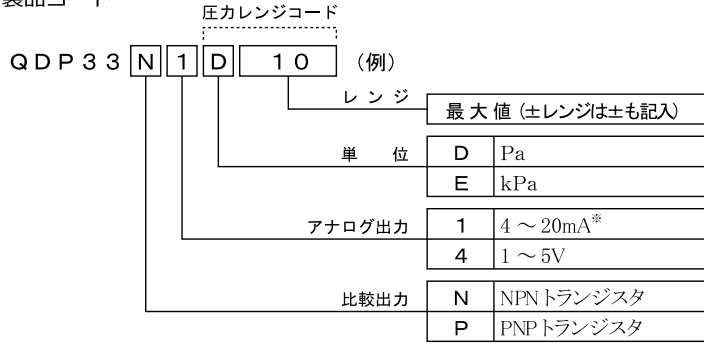 製品コード
圧力レンジコード
QDP33 N 1 D 10 (例)
レンジ 最大値(±レンジは±も記入)
単位 D Pa
E kPa
アナログ出力 1 4~20mA※
4 1~5V
比較出力 N NPNトランジスタ
P PNPトランジスタ